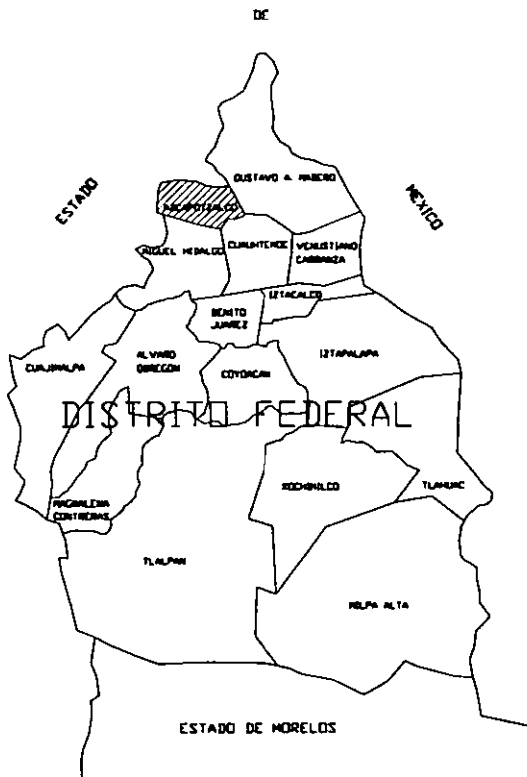 DE
GUSTAVO A. MADERO
ESTADO
MEXICO
AZCAPOTZALCO
CUAUHTEMOC
VENUSTIANO
CARRANZA
MIGUEL HIDALGO
IZTACALCO
BENITO
JUAREZ
CUAJIMALPA
ALVARO
OBREGON
COYOACAN
IZTAPALAPA
DISTRITO FEDERAL
XOCHIMILCO
TLAHUAC
MAGDALENA
CONTRERAS
TLALPAN
MILPA ALTA
ESTADO DE MORELOS